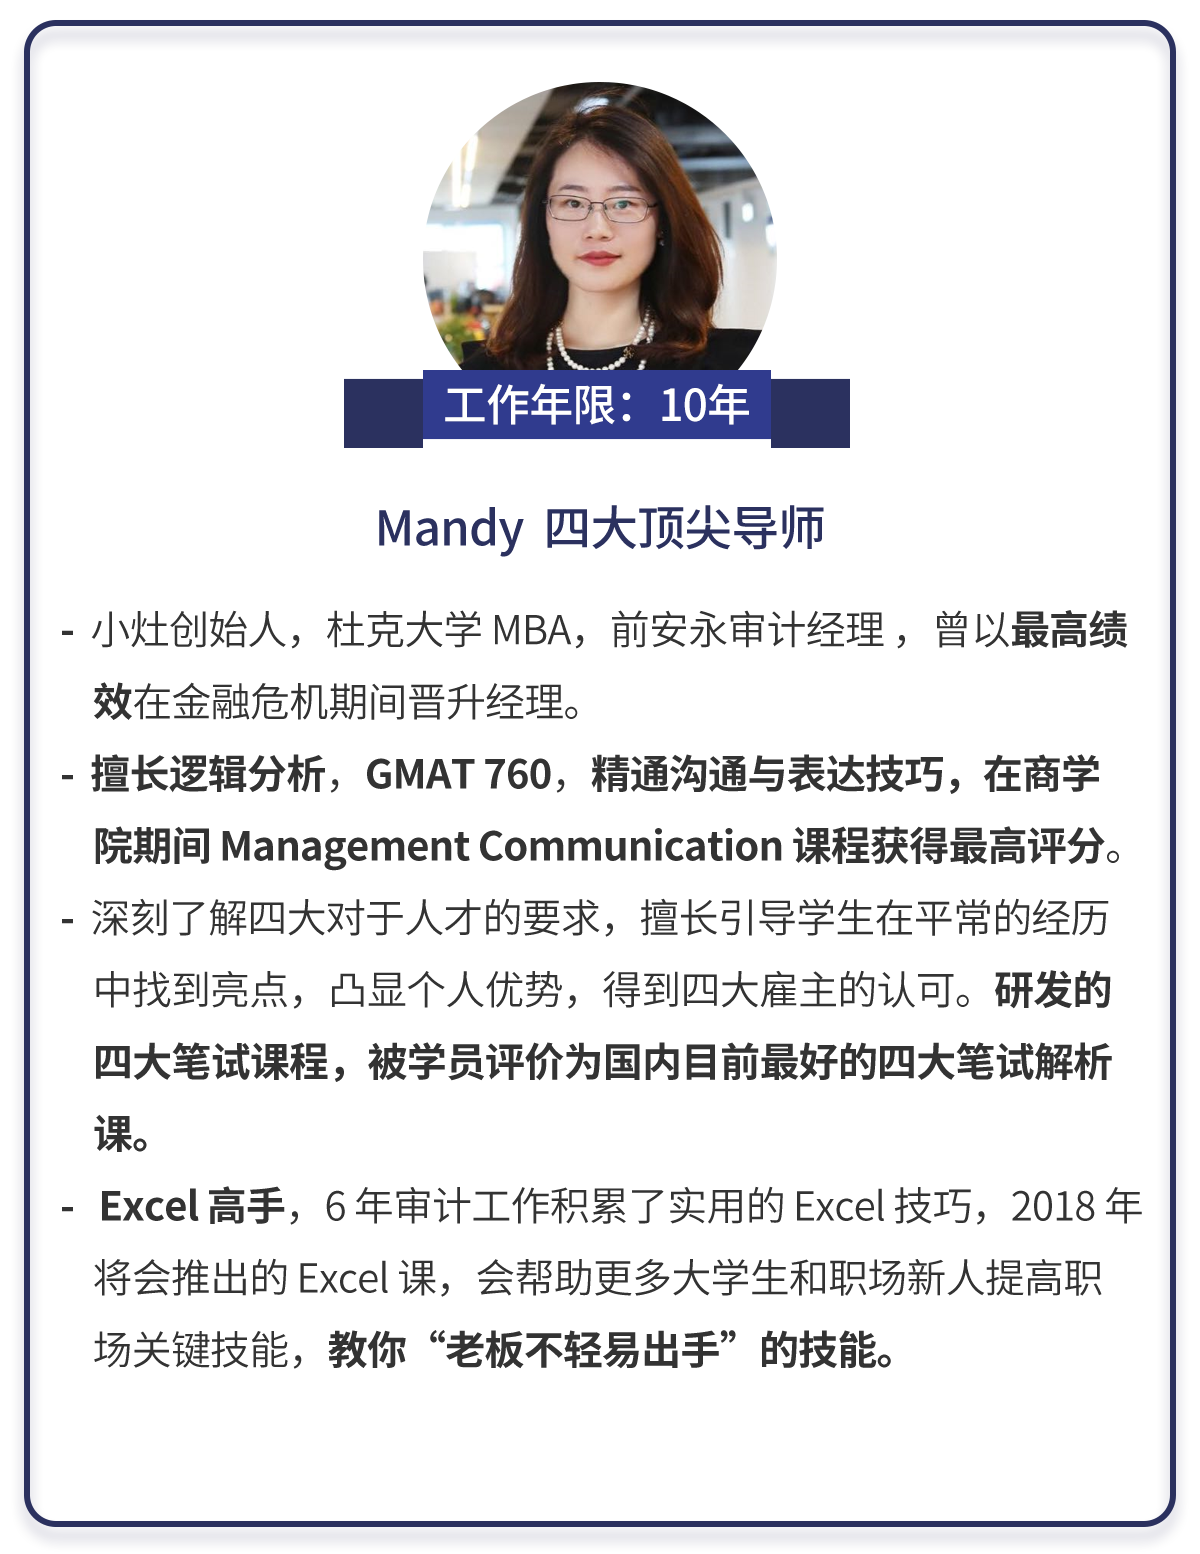 工作年限：10年
Mandy 四大顶尖导师
- 小灶创始人，杜克大学 MBA，前安永审计经理 ，曾以最高绩
效在金融危机期间晋升经理。
- 擅长逻辑分析，GMAT 760，精通沟通与表达技巧，在商学
院期间 Management Communication 课程获得最高评分。
- 深刻了解四大对于人才的要求，擅长引导学生在平常的经历
中找到亮点，凸显个人优势，得到四大雇主的认可。研发的
四大笔试课程，被学员评价为国内目前最好的四大笔试解析
课。
- Excel 高手，6 年审计工作积累了实用的 Excel 技巧，2018 年
将会推出的 Excel 课，会帮助更多大学生和职场新人提高职
场关键技能，教你“老板不轻易出手”的技能。